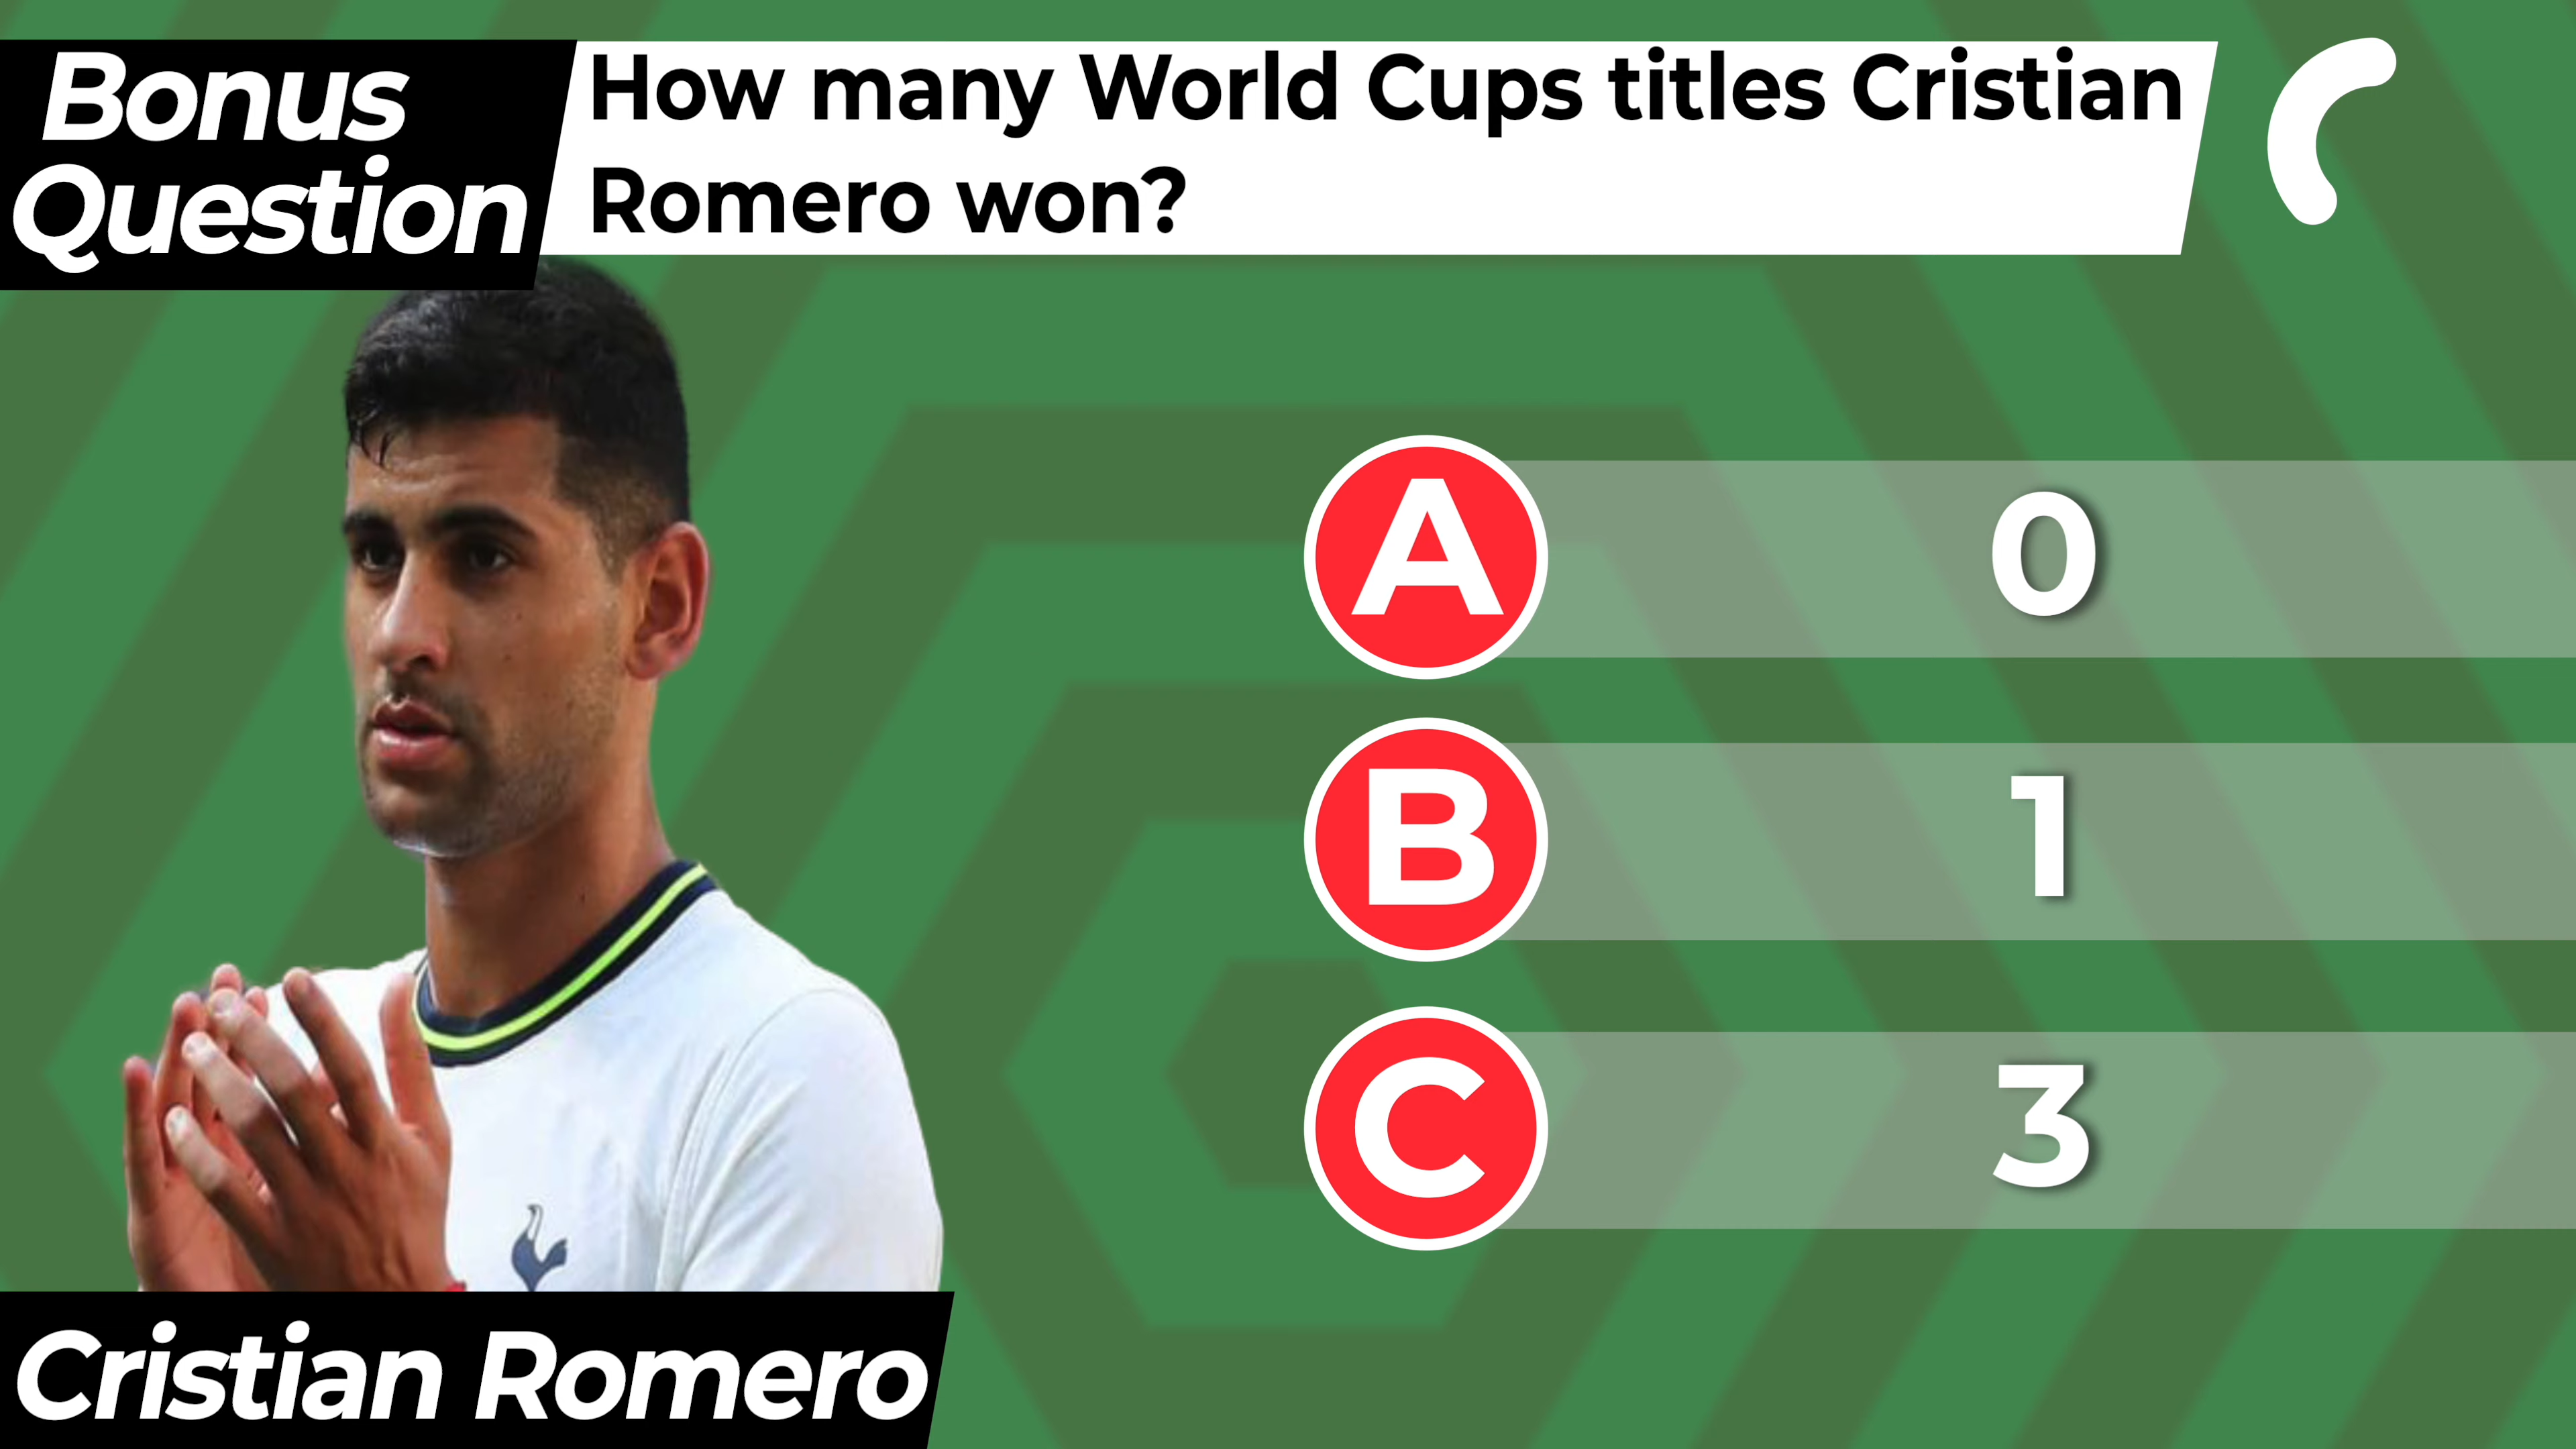 Bonus
Question
How many World Cups titles Cristian
Romero won?
A 0
B 1
C 3
Cristian Romero